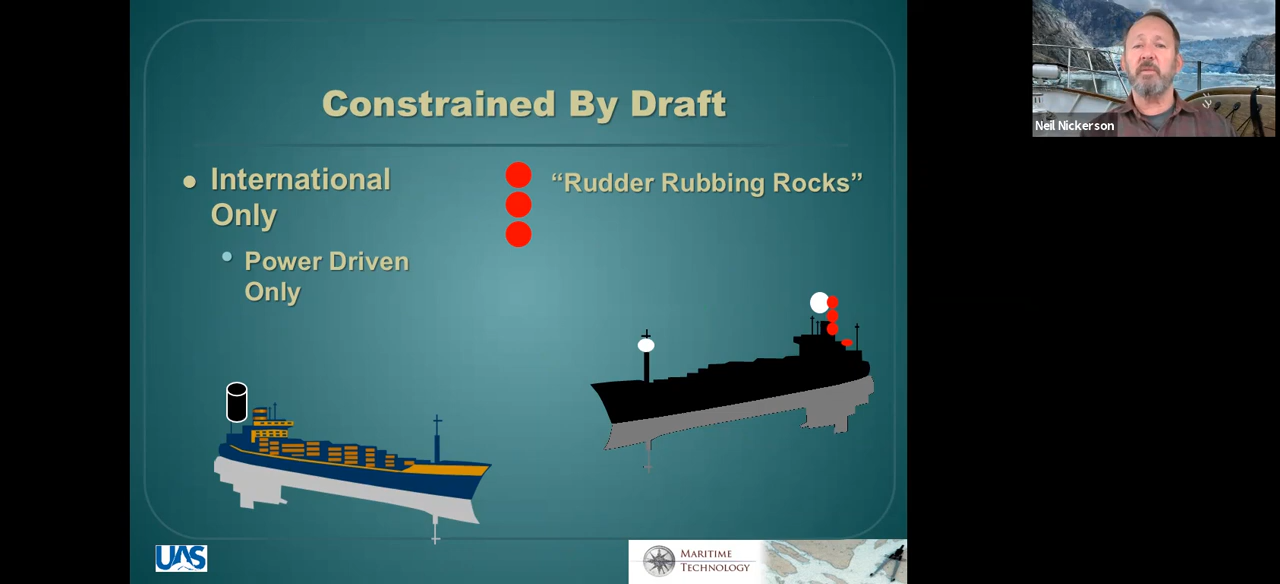 Constrained By Draft
International
Only
Power Driven
Only
“Rudder Rubbing Rocks”
UAS
MARITIME
TECHNOLOGY
Neil Nickerson